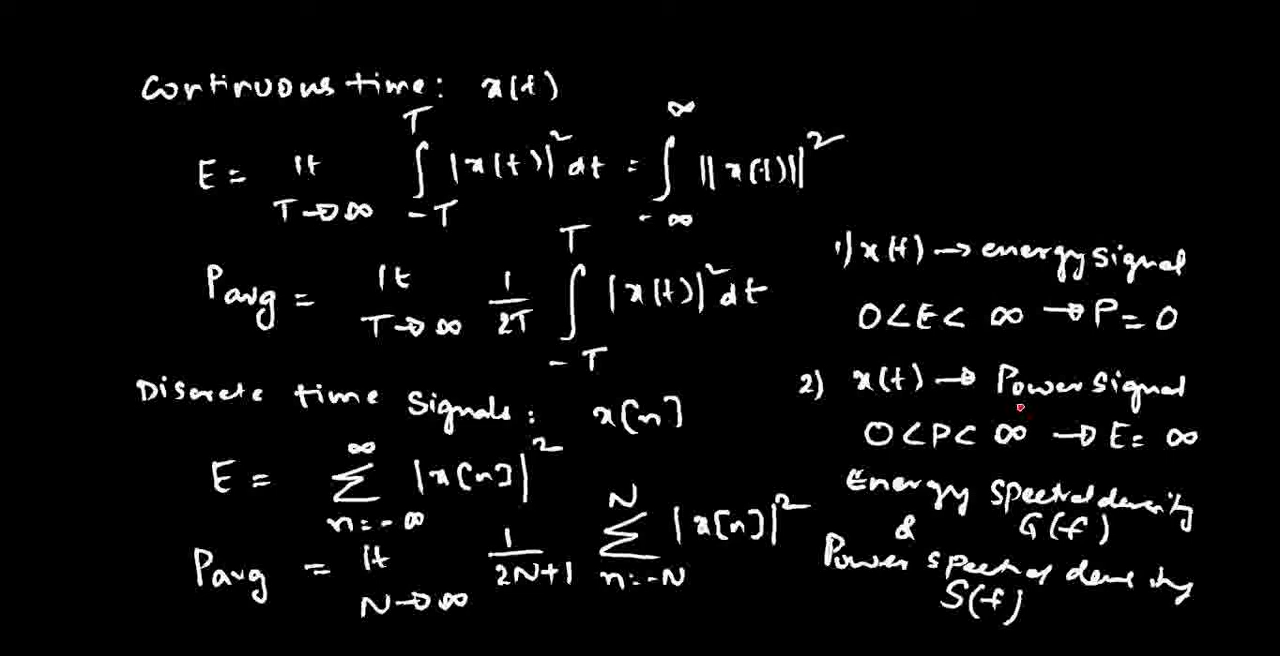 Continuous time: x(t)
E = lt T→∞ ∫_{-T}^{T} |x(t)|² dt = ∫_{-∞}^{∞} ||x(t)||²
Pavg = lt T→∞ 1/2T ∫_{-T}^{T} |x(t)|² dt
Discrete time signals: x[n]
E = Σ_{n=-∞}^{∞} |x[n]|²
Pavg = lt N→∞ 1/2N+1 Σ_{n=-N}^{N} |x[n]|²
1) x(t) → energy signal
0<E<∞ → P=0
2) x(t) → Power signal
0<P<∞ → E=∞
Energy spectral density
& G(f)
Power spectral density
S(f)